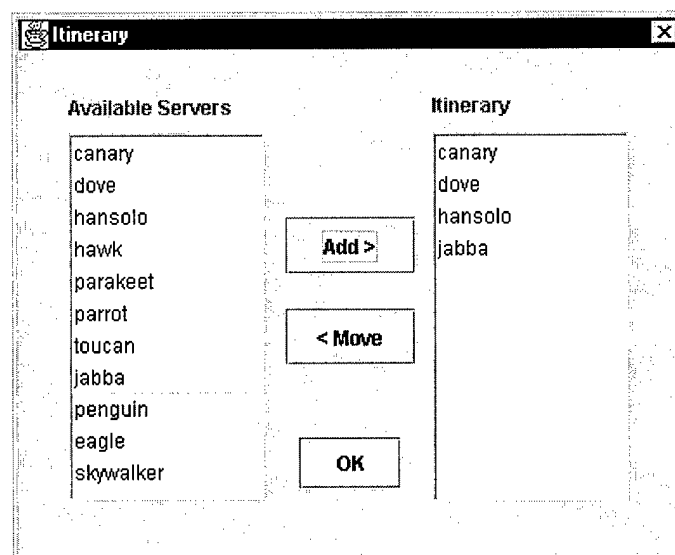 Itinerary
Available Servers
canary
dove
hansolo
hawk
parakeet
parrot
toucan
jabba
penguin
eagle
skywalker
Add >
< Move
OK
Itinerary
canary
dove
hansolo
jabba